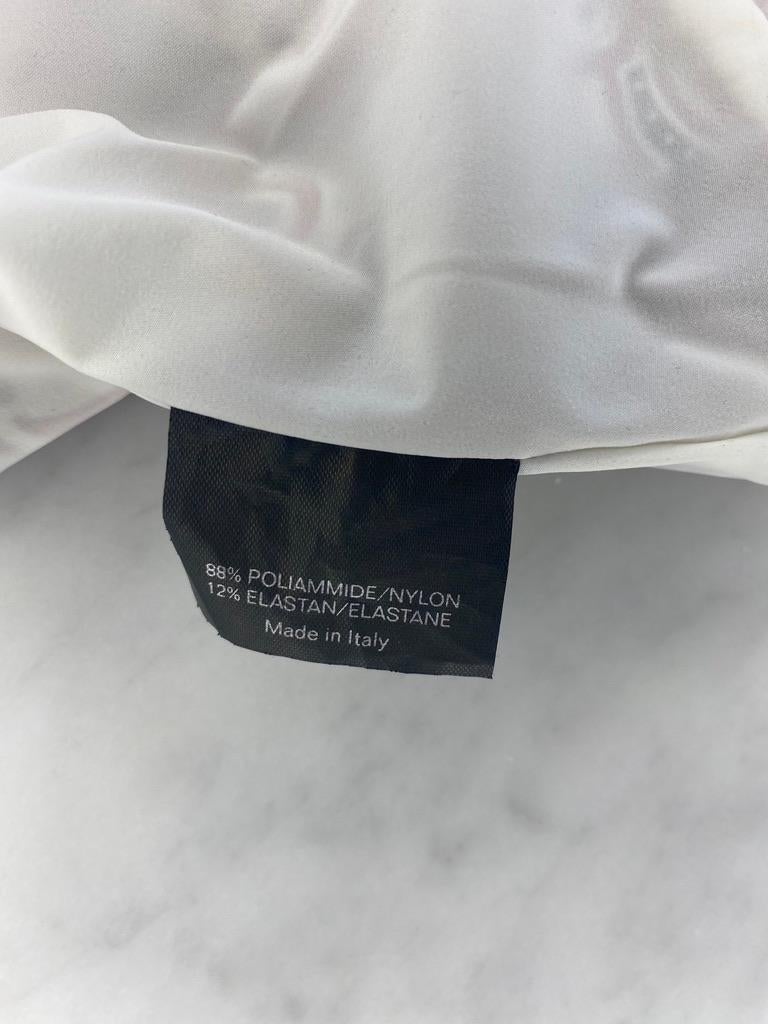 88% POLIAMMIDE/NYLON
12% ELASTAN/ELASTANE
Made in Italy